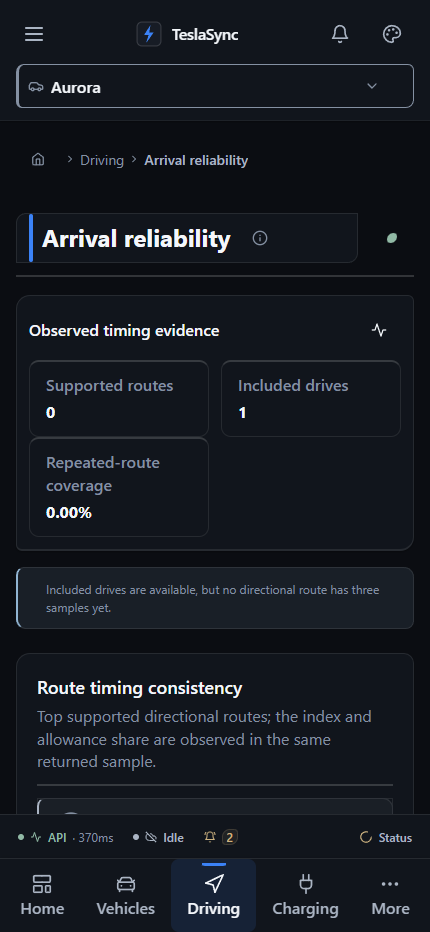 TeslaSync
Aurora
Driving
Arrival reliability
Arrival reliability
Observed timing evidence
Supported routes
0
Included drives
1
Repeated-route
coverage
0.00%
Included drives are available, but no directional route has three
samples yet.
Route timing consistency
Top supported directional routes; the index and
allowance share are observed in the same
returned sample.
API · 370ms
Idle
2
Status
Home
Vehicles
Driving
Charging
More